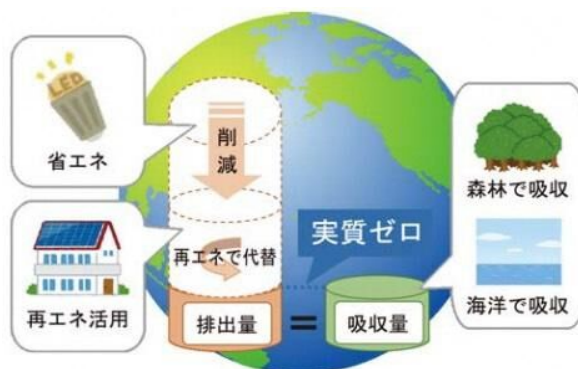 LED
省エネ
削
減
再エネで代替
再エネ活用
排出量
=
吸収量
実質ゼロ
森林で吸収
海洋で吸収